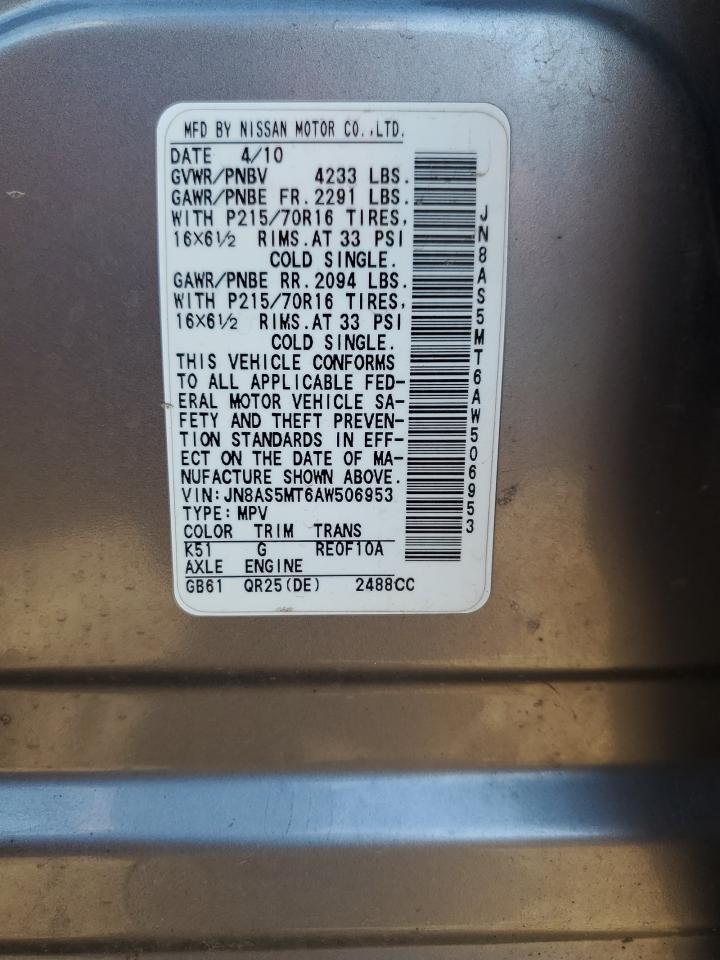 MFD BY NISSAN MOTOR CO.,LTD.
DATE 4/10
GVWR/PNBV 4233 LBS.
GAWR/PNBE FR. 2291 LBS.
WITH P215/70R16 TIRES,
16X6½ RIMS. AT 33 PSI
COLD SINGLE.
GAWR/PNBE RR. 2094 LBS.
WITH P215/70R16 TIRES,
16X6½ RIMS. AT 33 PSI
COLD SINGLE.
THIS VEHICLE CONFORMS
TO ALL APPLICABLE FED-
ERAL MOTOR VEHICLE SA-
FETY AND THEFT PREVEN-
TION STANDARDS IN EFF-
ECT ON THE DATE OF MA-
NUFACTURE SHOWN ABOVE.
VIN: JN8AS5MT6AW506953
TYPE: MPV
COLOR TRIM TRANS
K51 G RE0F10A
AXLE ENGINE
GB61 QR25(DE) 2488CC
JN8AS5MT6AW506953